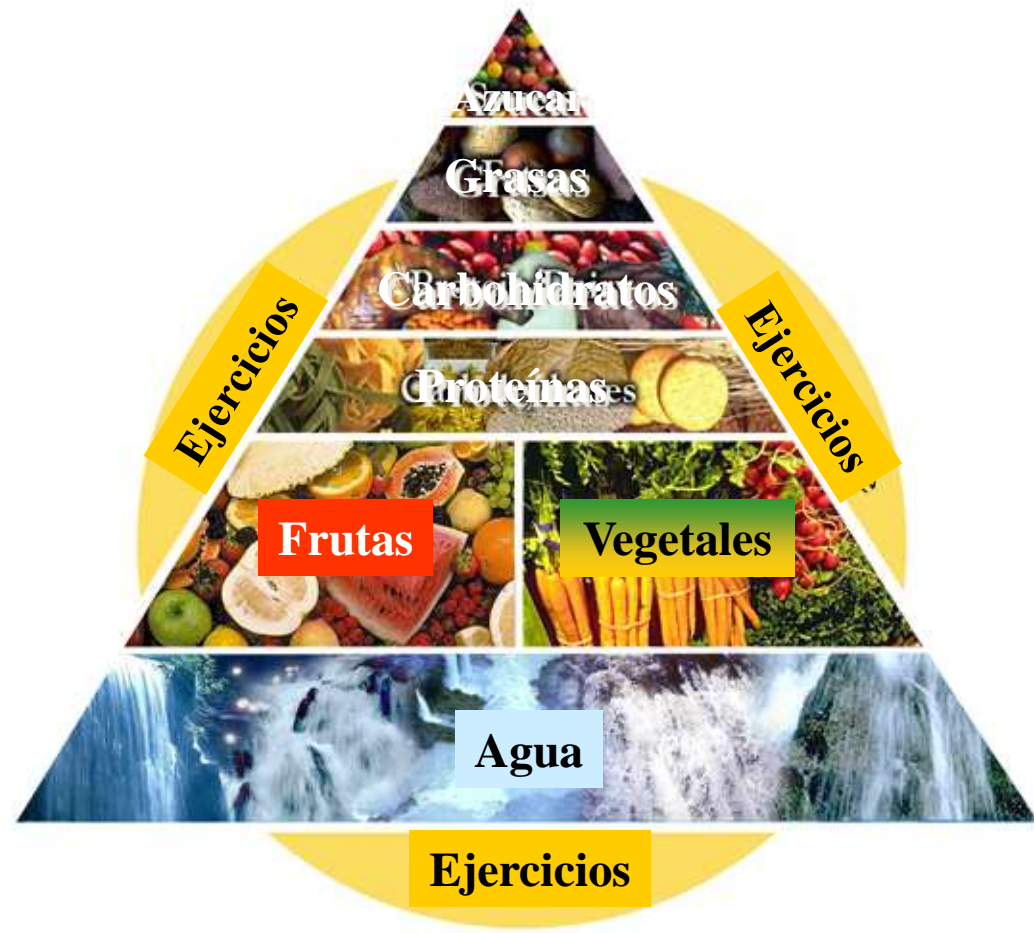 Azucar
Grasas
Carbohidratos
Proteínas
Ejercicios
Ejercicios
Frutas
Vegetales
Agua
Ejercicios